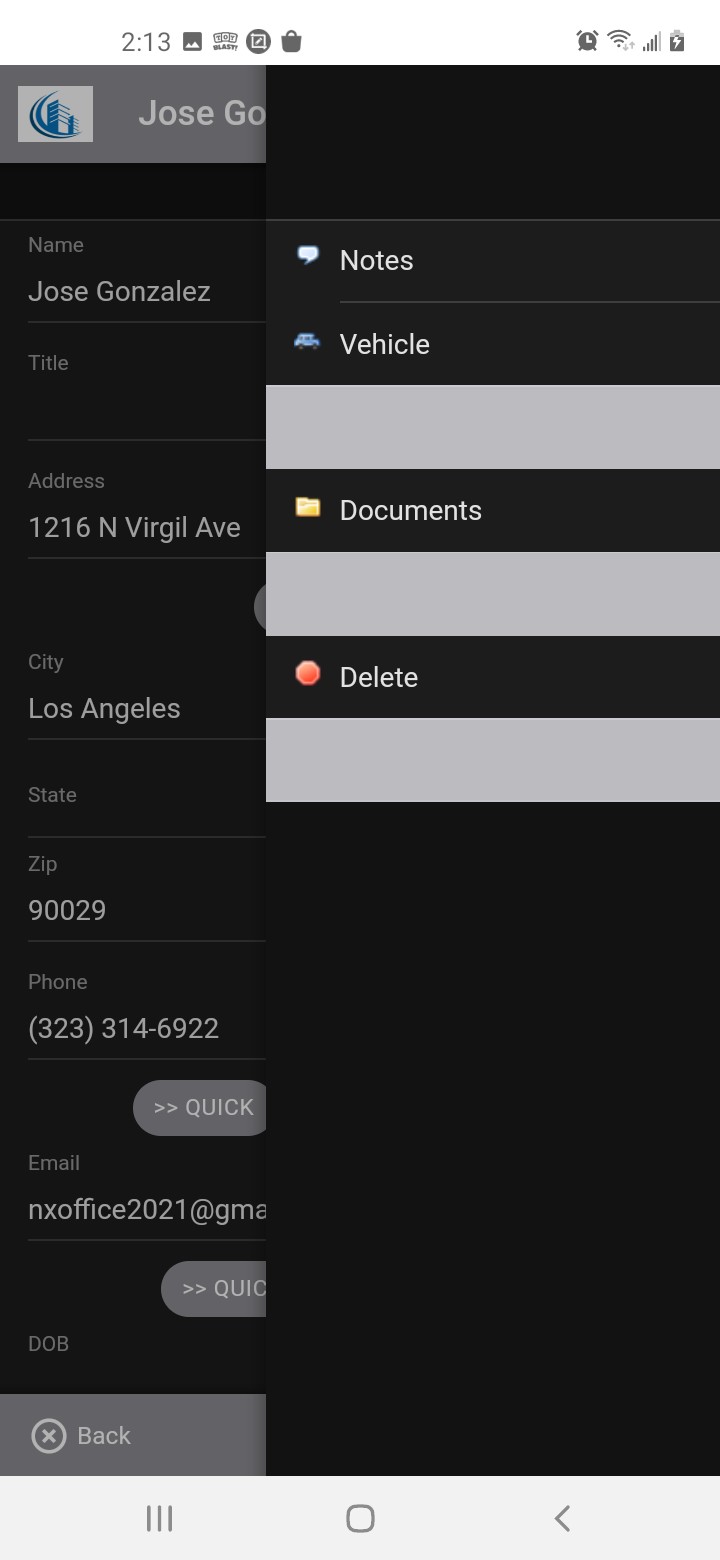 2:13
Jose Go
Name
Jose Gonzalez
Title
Address
1216 N Virgil Ave
City
Los Angeles
State
Zip
90029
Phone
(323) 314-6922
>> QUICK
Email
nxoffice2021@gma
>> QUIC
DOB
Back
Notes
Vehicle
Documents
Delete